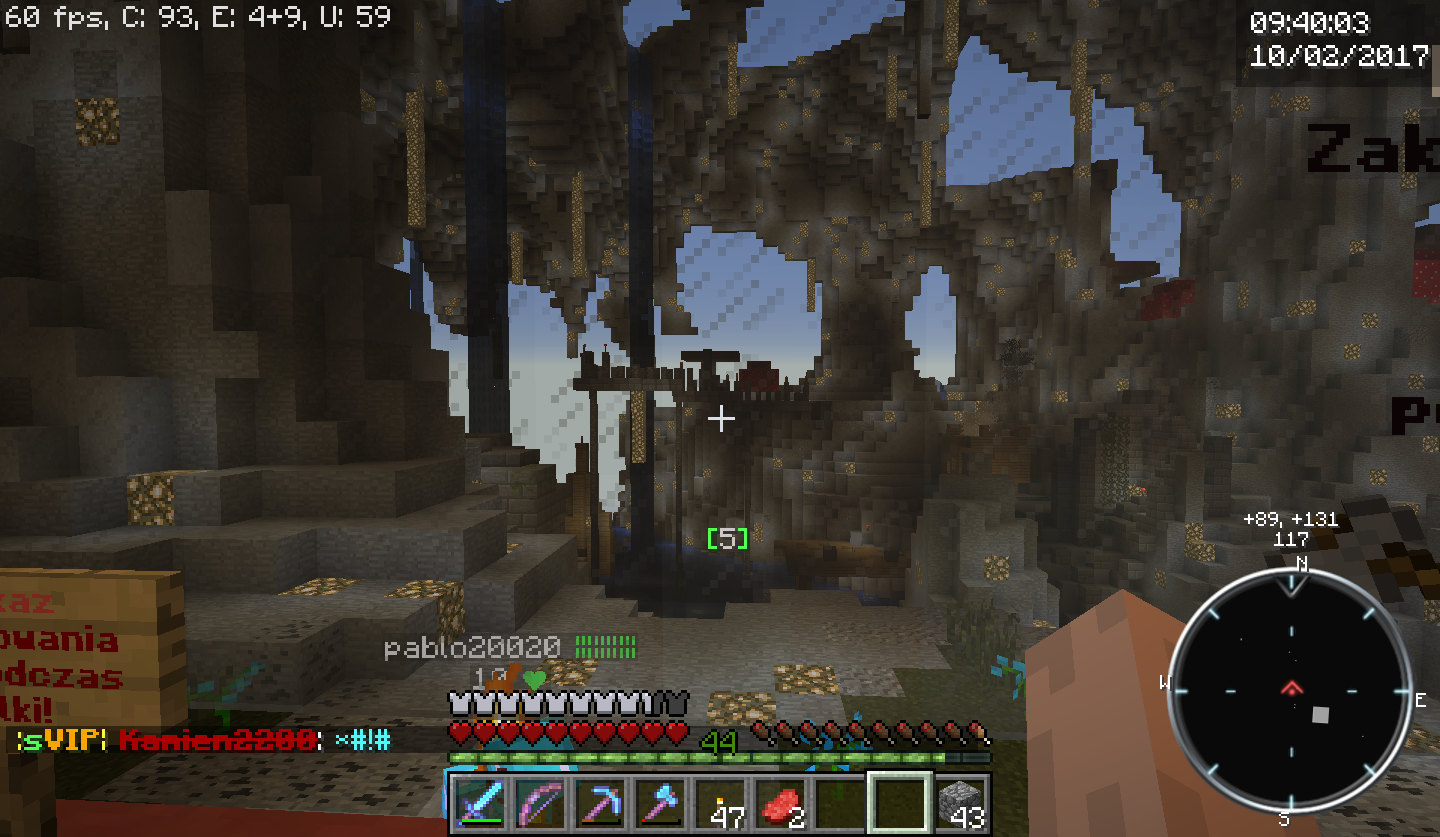 60 fps, C: 93, E: 4+9, U: 59
09:40:03
10/02/2017
Zak
+89, +131
117
N
[5]
W
E
S
kaz
owania
odczas
lki!
pablo20020
|sVIP| Kamien2200: ×#!#
44
47
2
43